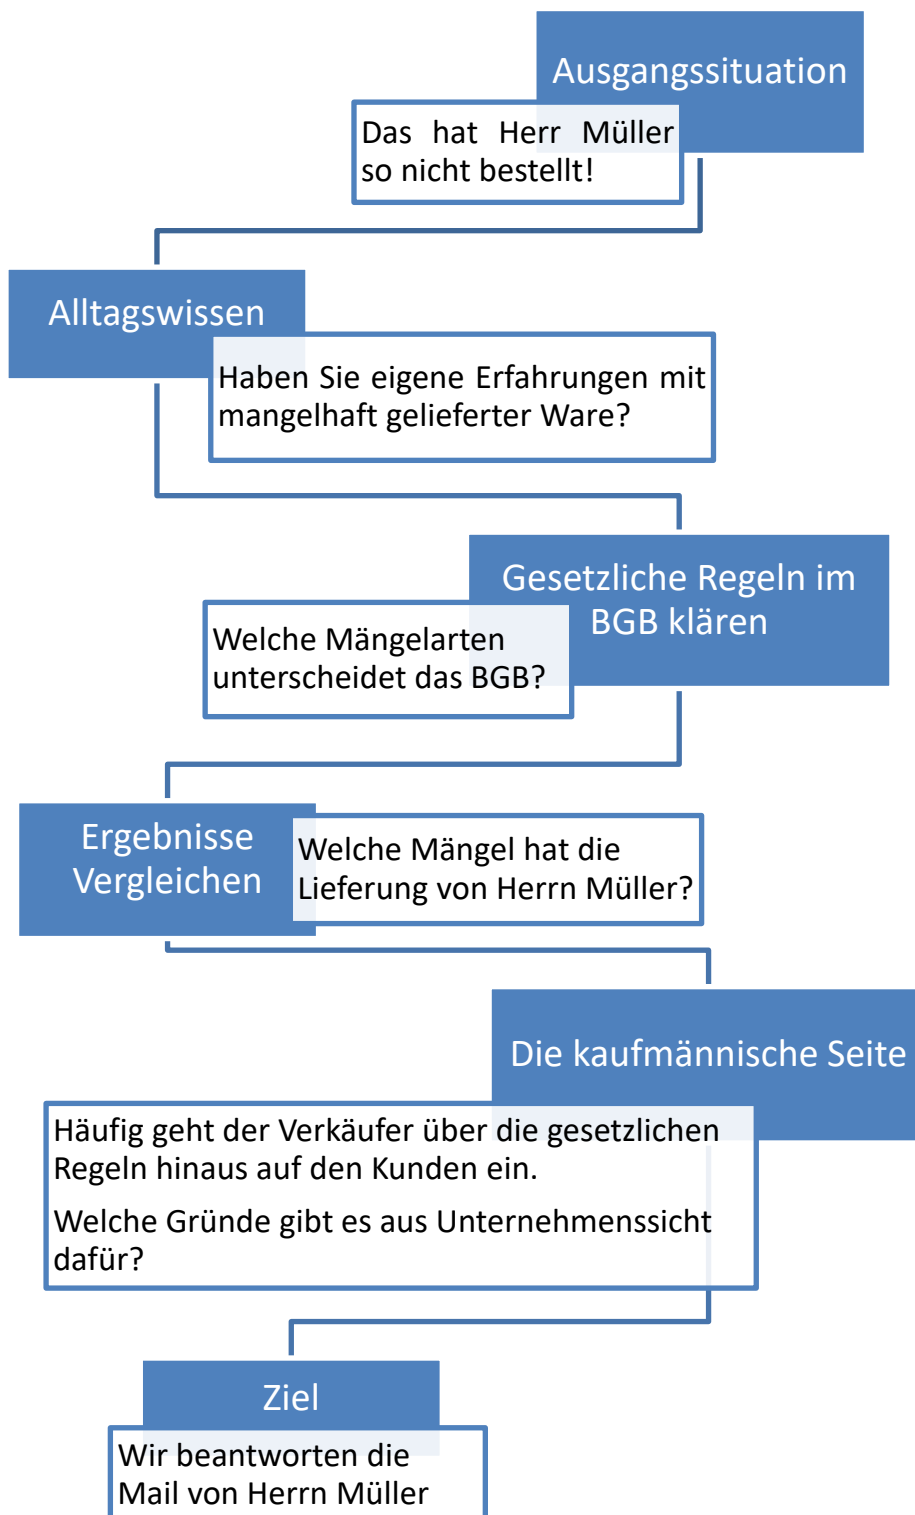 Ausgangssituation
Das hat Herr Müller
so nicht bestellt!
Alltagswissen
Haben Sie eigene Erfahrungen mit
mangelhaft gelieferter Ware?
Gesetzliche Regeln im
BGB klären
Welche Mängelarten
unterscheidet das BGB?
Ergebnisse
Vergleichen
Welche Mängel hat die
Lieferung von Herrn Müller?
Die kaufmännische Seite
Häufig geht der Verkäufer über die gesetzlichen
Regeln hinaus auf den Kunden ein.
Welche Gründe gibt es aus Unternehmenssicht
dafür?
Ziel
Wir beantworten die
Mail von Herrn Müller